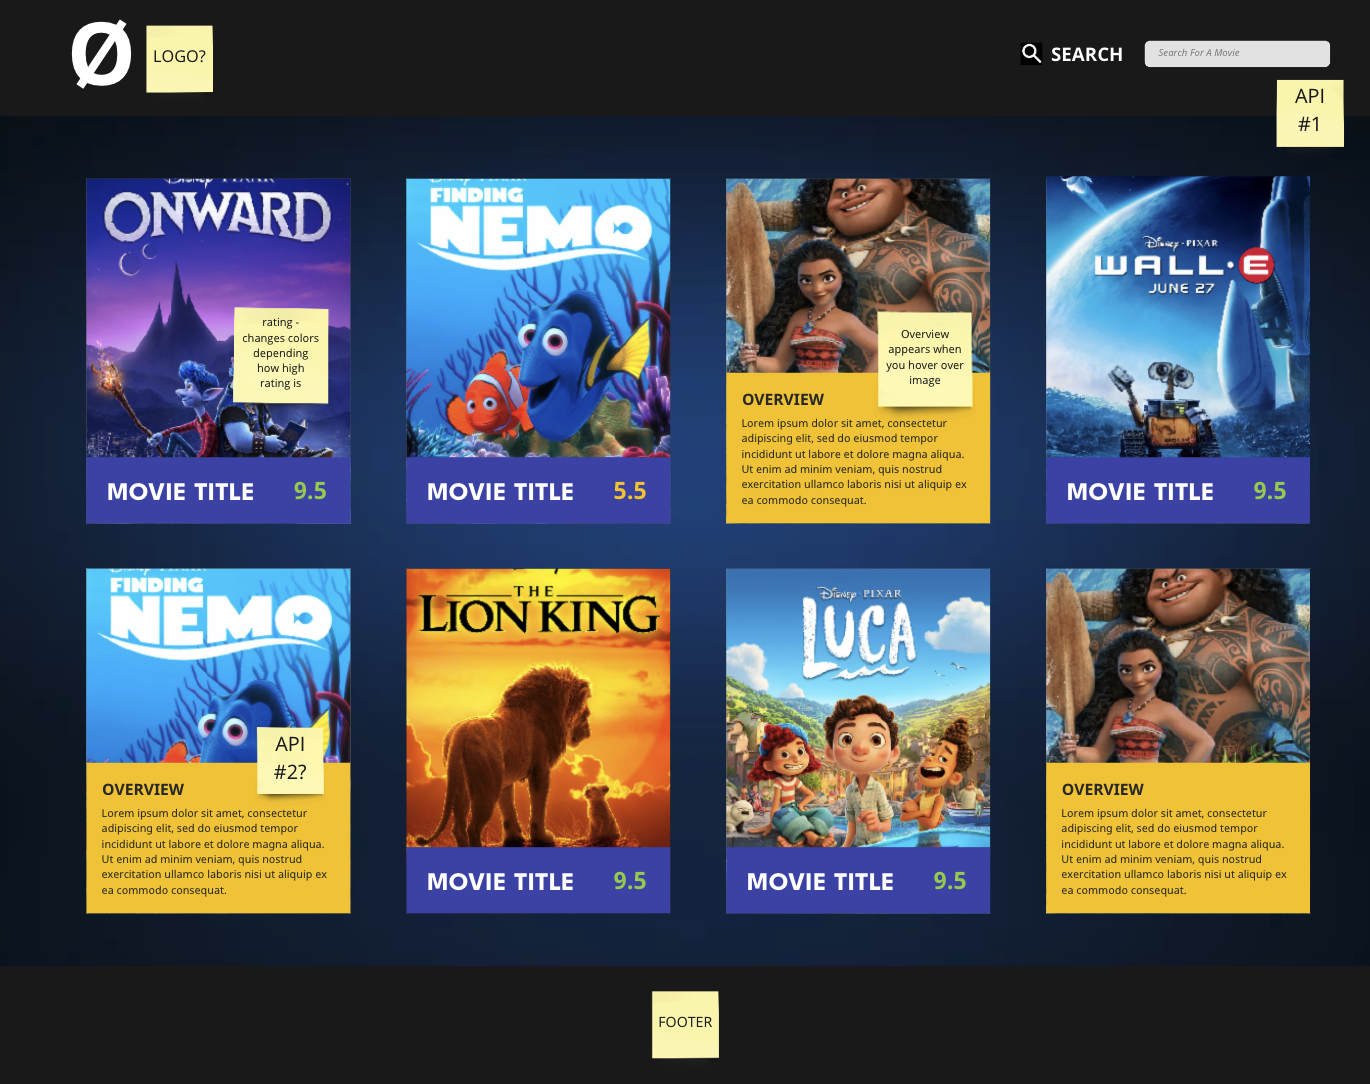 Ø
LOGO?
SEARCH
Search For A Movie
API
#1
DISNEY PIXAR
ONWARD
rating -
changes colors
depending
how high
rating is
MOVIE TITLE 9.5
FINDING
NEMO
MOVIE TITLE 5.5
Overview
appears when
you hover over
image
OVERVIEW
Lorem ipsum dolor sit amet, consectetur
adipiscing elit, sed do eiusmod tempor
incididunt ut labore et dolore magna aliqua.
Ut enim ad minim veniam, quis nostrud
exercitation ullamco laboris nisi ut aliquip ex
ea commodo consequat.
Disney·PIXAR
WALL·E
JUNE 27
MOVIE TITLE 9.5
FINDING
NEMO
API
#2?
OVERVIEW
Lorem ipsum dolor sit amet, consectetur
adipiscing elit, sed do eiusmod tempor
incididunt ut labore et dolore magna aliqua.
Ut enim ad minim veniam, quis nostrud
exercitation ullamco laboris nisi ut aliquip ex
ea commodo consequat.
THE
LION KING
MOVIE TITLE 9.5
Disney·PIXAR
LUCA
MOVIE TITLE 9.5
OVERVIEW
Lorem ipsum dolor sit amet, consectetur
adipiscing elit, sed do eiusmod tempor
incididunt ut labore et dolore magna aliqua.
Ut enim ad minim veniam, quis nostrud
exercitation ullamco laboris nisi ut aliquip ex
ea commodo consequat.
FOOTER